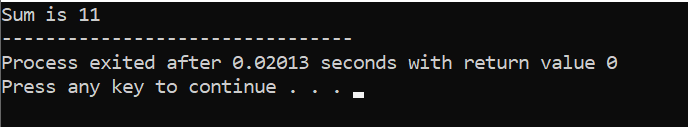 Sum is 11
--------------------------------
Process exited after 0.02013 seconds with return value 0
Press any key to continue . . .